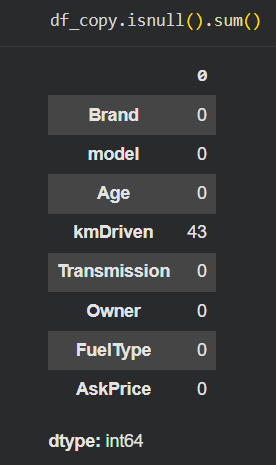 df_copy.isnull().sum()
0
Brand 0
model 0
Age 0
kmDriven 43
Transmission 0
Owner 0
FuelType 0
AskPrice 0
dtype: int64